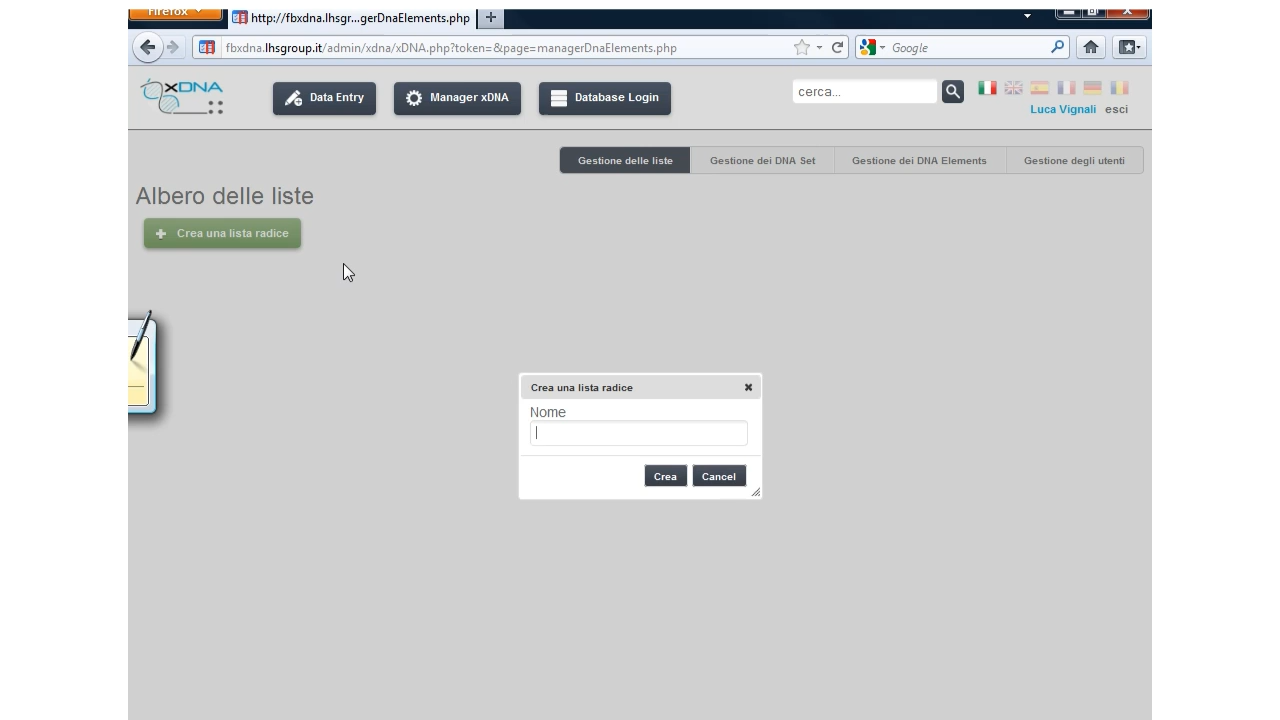 Firefox
http://fbxdna.lhsgr...gerDnaElements.php
fbxdna.lhsgroup.it/admin/xdna/xDNA.php?token=&page=managerDnaElements.php
Google
xDNA
Data Entry
Manager xDNA
Database Login
cerca...
Luca Vignali esci
Gestione delle liste
Gestione dei DNA Set
Gestione dei DNA Elements
Gestione degli utenti
Albero delle liste
Crea una lista radice
Crea una lista radice
Nome
Crea
Cancel